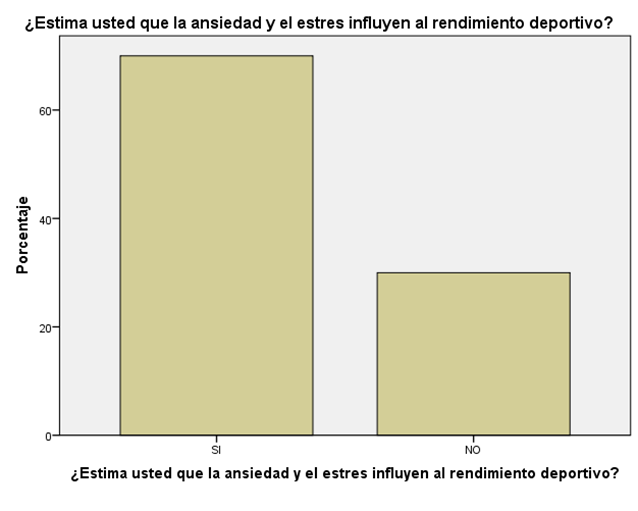 ¿Estima usted que la ansiedad y el estres influyen al rendimiento deportivo?
Porcentaje
60
40
20
0
SI
NO
¿Estima usted que la ansiedad y el estres influyen al rendimiento deportivo?